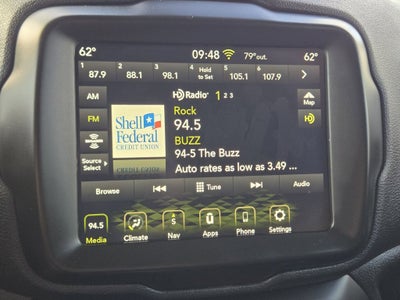 62° 09:48 79°out. 62°
1 2 3 4 Hold to Set 5 6
87.9 88.1 98.1 105.1 107.9
AM
HD Radio 1 2 3
Map
Rock
FM
94.5
HD
Shell Federal CREDIT UNION
BUZZ
94-5 The Buzz
Source Select
Auto rates as low as 3.49 ...
Browse Tune Audio
94.5 S
Media Climate Nav Apps Phone Settings